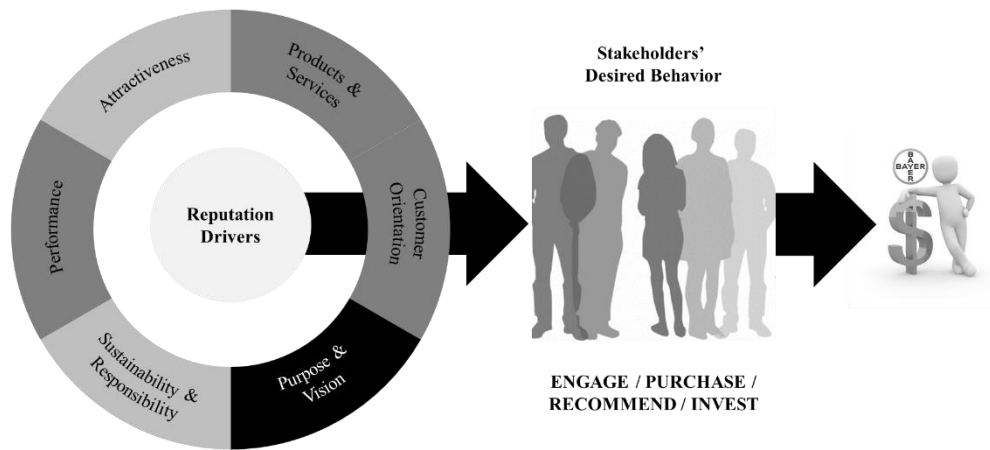 Attractiveness
Products &
Services
Performance
Customer
Orientation
Sustainability &
Responsibility
Purpose &
Vision
Reputation
Drivers
Stakeholders’
Desired Behavior
ENGAGE / PURCHASE /
RECOMMEND / INVEST
BAYER
BAYER
$